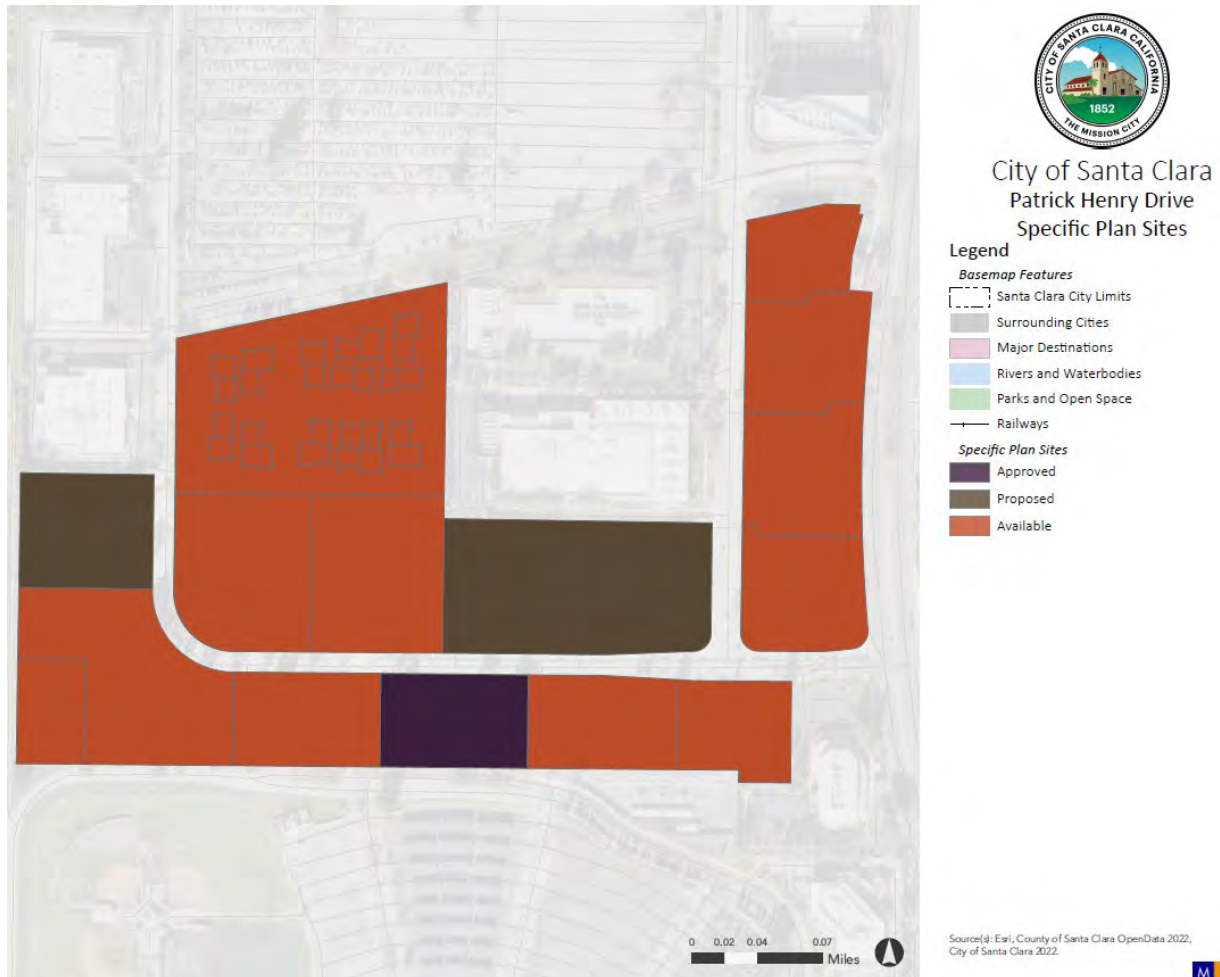 CITY OF SANTA CLARA CALIFORNIA
1852
THE MISSION CITY
City of Santa Clara
Patrick Henry Drive
Specific Plan Sites
Legend
Basemap Features
Santa Clara City Limits
Surrounding Cities
Major Destinations
Rivers and Waterbodies
Parks and Open Space
Railways
Specific Plan Sites
Approved
Proposed
Available
0 0.02 0.04 0.07
Miles
Source(s): Esri, County of Santa Clara OpenData 2022,
City of Santa Clara 2022.
M